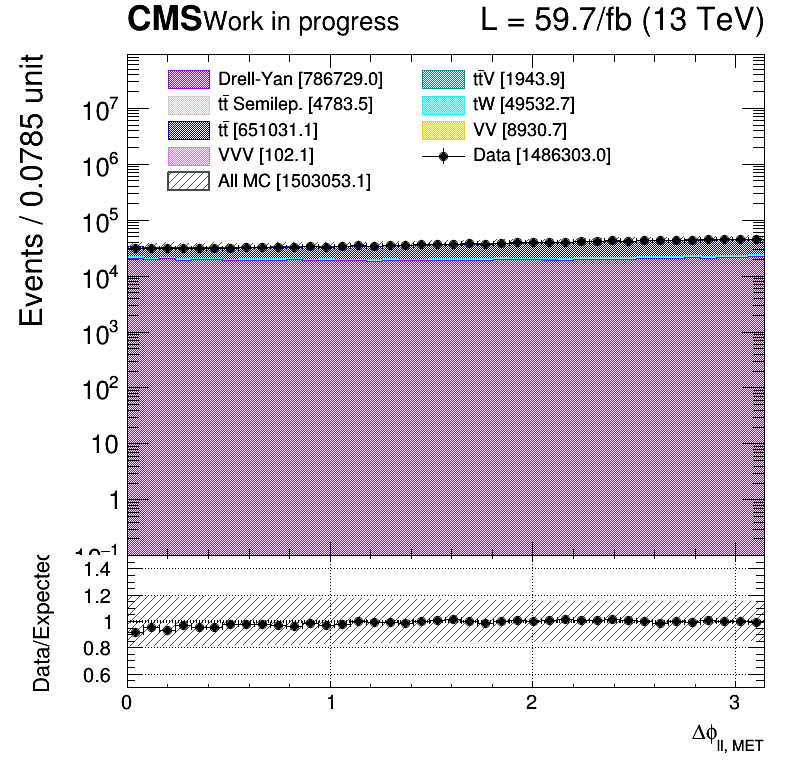 CMS Work in progress L = 59.7/fb (13 TeV)
Events / 0.0785 unit
Drell-Yan [786729.0]
tt̄ Semilep. [4783.5]
tt̄ [651031.1]
VVV [102.1]
All MC [1503053.1]
tt̄V [1943.9]
tW [49532.7]
VV [8930.7]
Data [1486303.0]
10⁷
10⁶
10⁵
10⁴
10³
10²
10
1
10⁻¹
Data/Expected
1.4
1.2
1
0.8
0.6
0 1 2 3
Δϕ_ll, MET